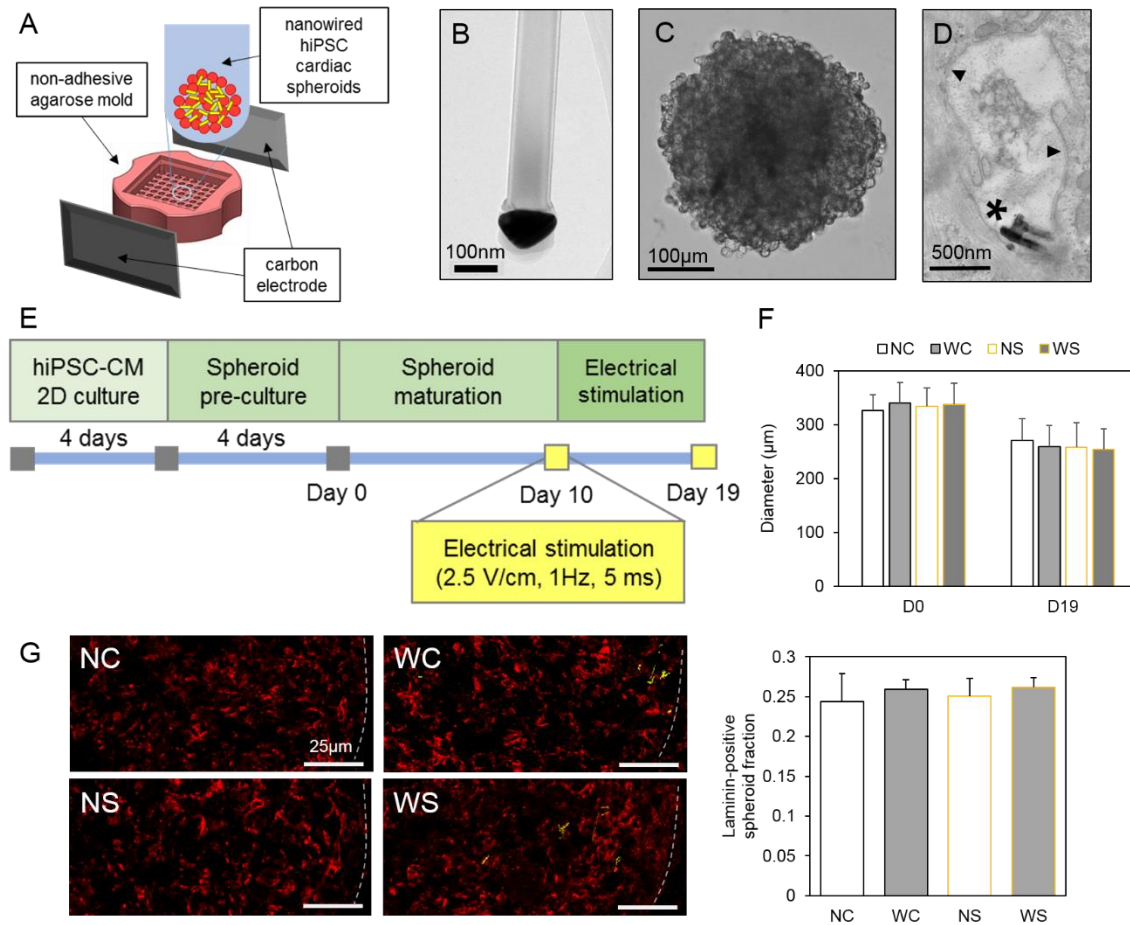 A
nanowired
hiPSC
cardiac
spheroids
non-adhesive
agarose mold
carbon
electrode
B
100nm
C
100µm
D
*
500nm
E
hiPSC-CM
2D culture
Spheroid
pre-culture
Spheroid
maturation
Electrical
stimulation
4 days
4 days
Day 0
Day 10
Day 19
Electrical stimulation
(2.5 V/cm, 1Hz, 5 ms)
F
NC WC NS WS
Diameter (µm)
400
300
200
100
0
D0 D19
G
NC
25µm
WC
NS
WS
Laminin-positive
spheroid fraction
0.3
0.25
0.2
0.15
0.1
0.05
0
NC WC NS WS